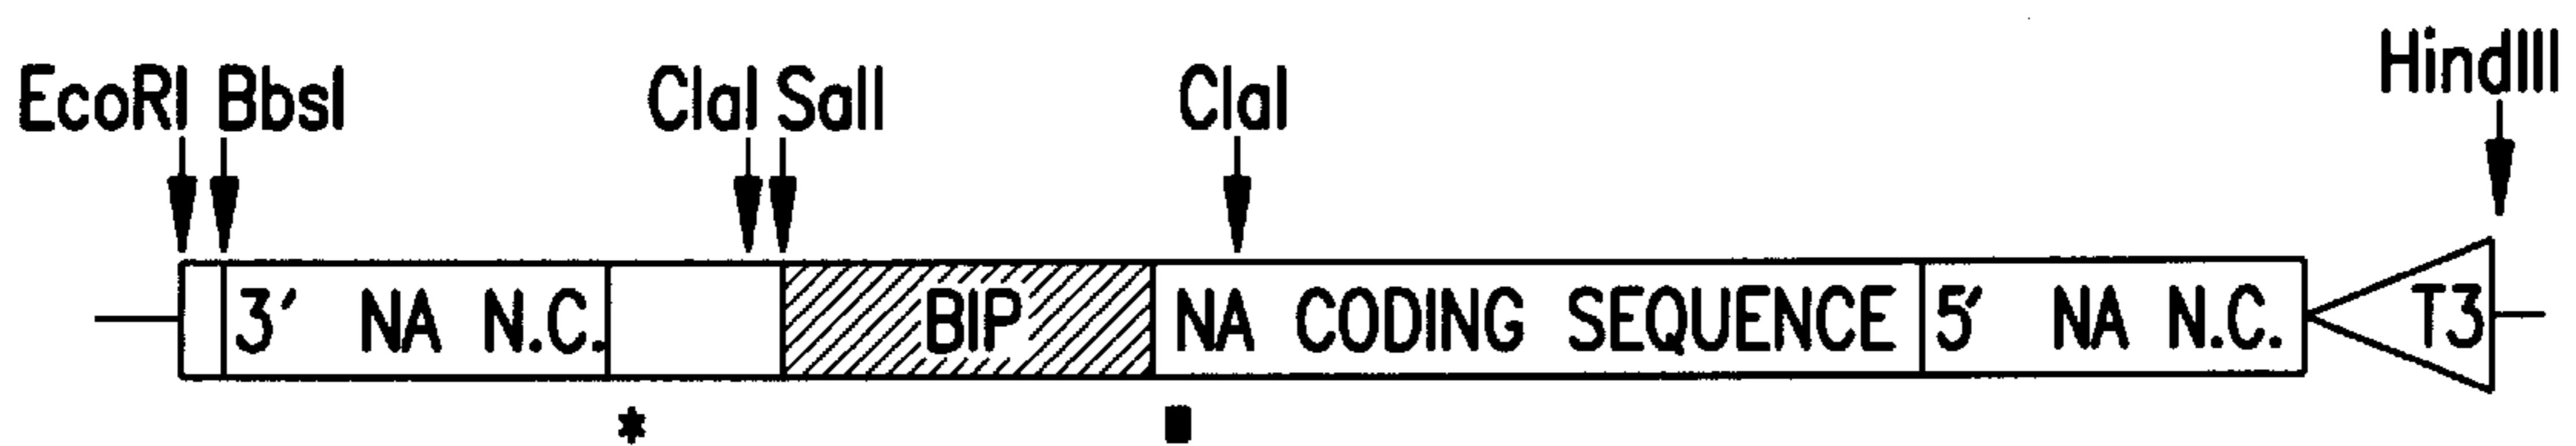 EcoRI BbsI ClaI SalI ClaI HindIII
3' NA N.C. BIP NA CODING SEQUENCE 5' NA N.C. T3
*